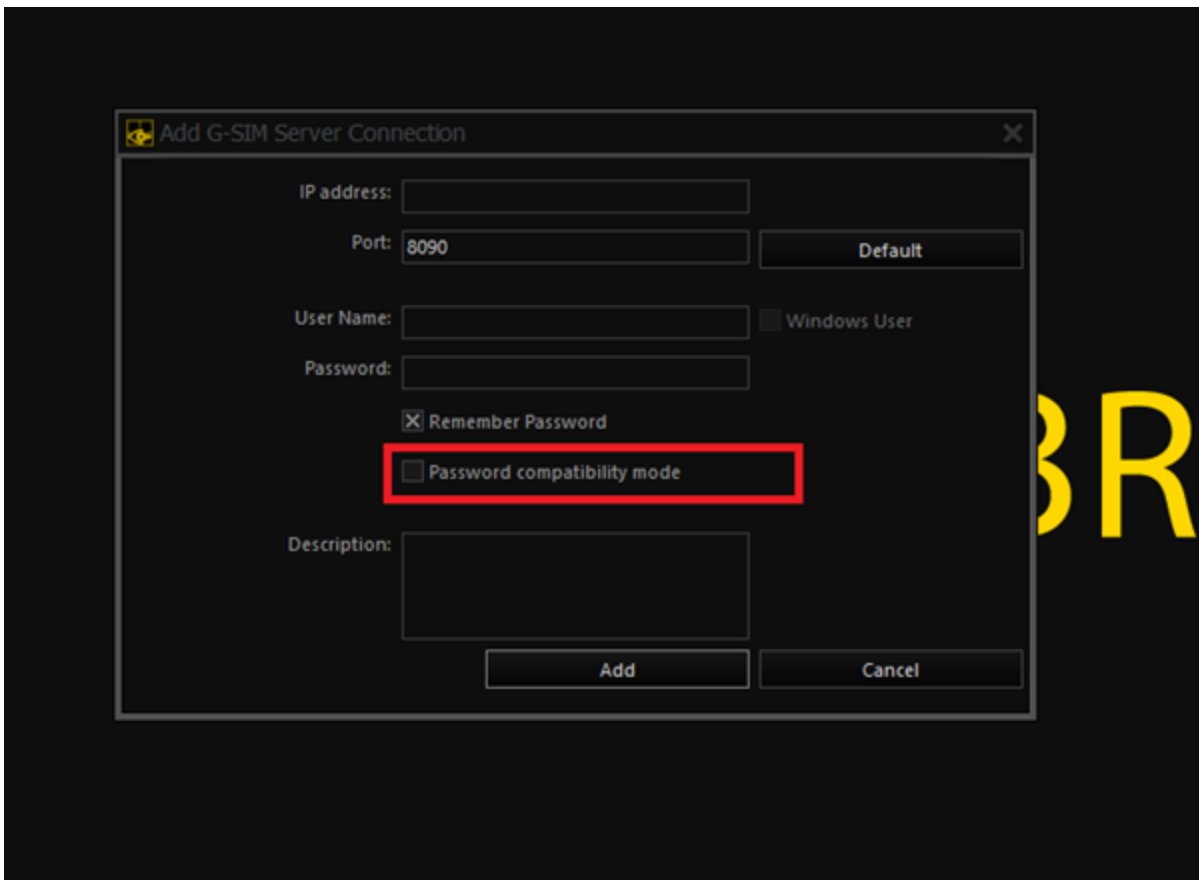 Add G-SIM Server Connection
IP address:
Port: 8090 Default
User Name: Windows User
Password:
Remember Password
Password compatibility mode
Description:
Add Cancel
BR